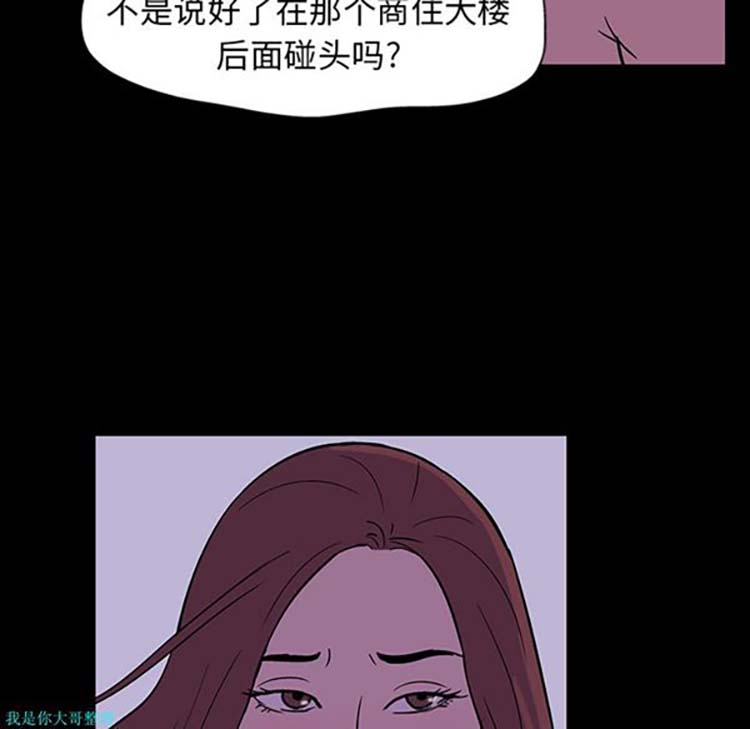 不是说好了在那个商住大楼
后面碰头吗?
我是你大哥整理